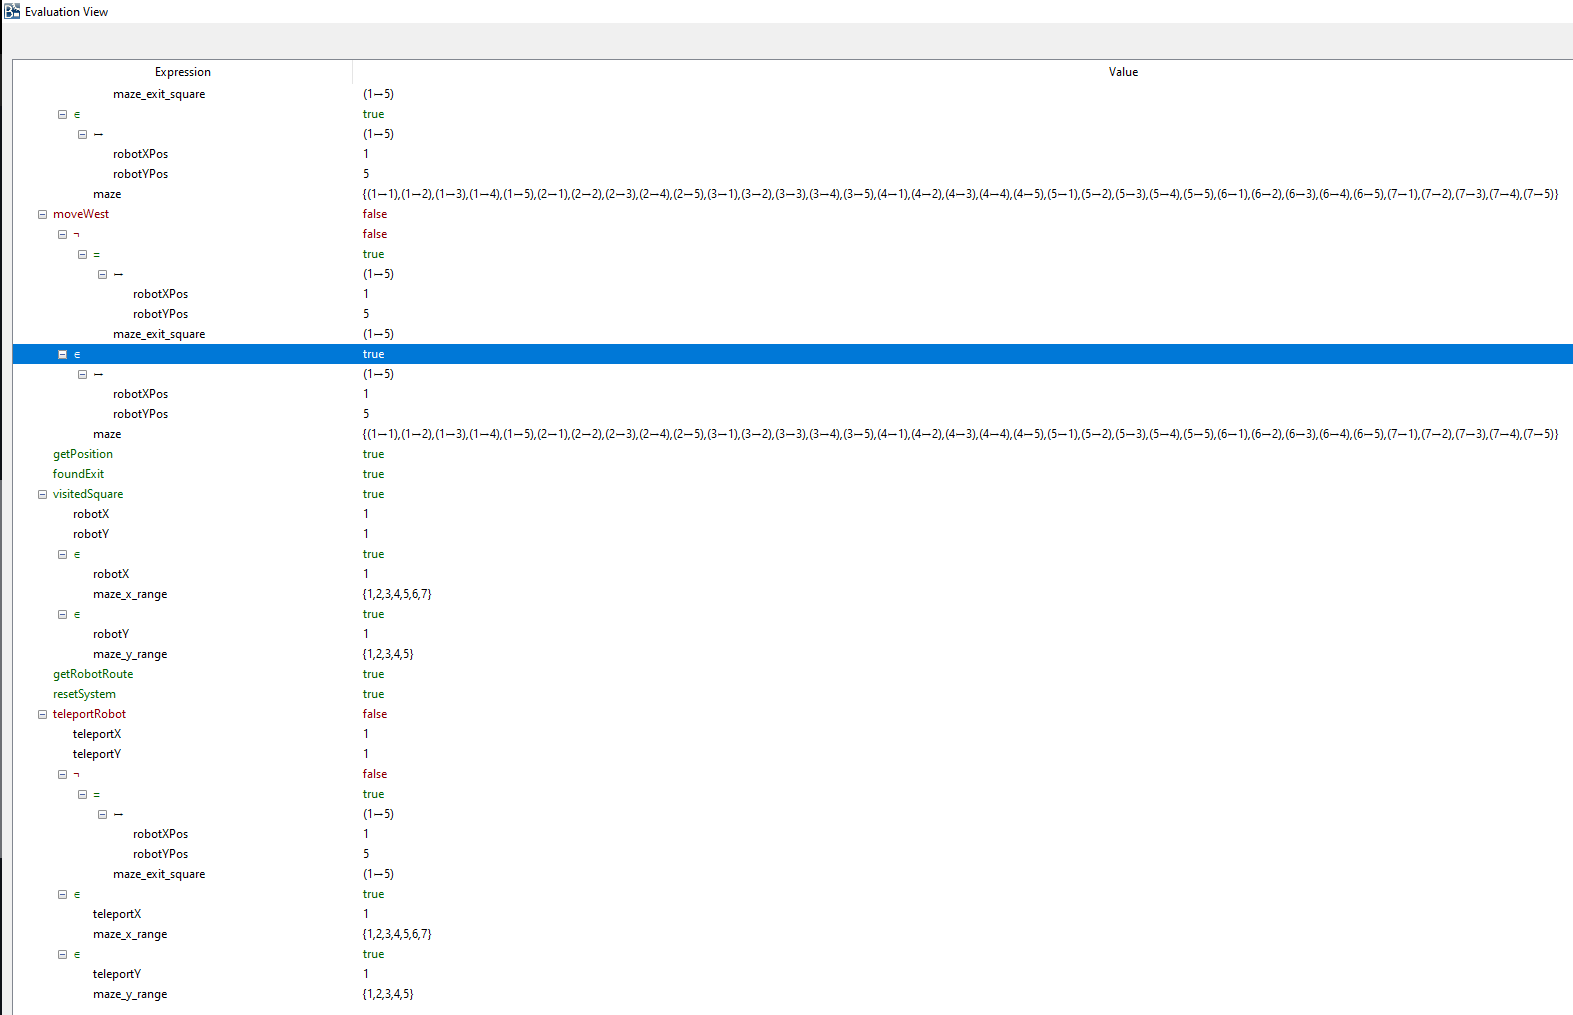 Evaluation View
Expression Value
maze_exit_square (1↦5)
∈ true
↦ (1↦5)
robotXPos 1
robotYPos 5
maze {(1↦1),(1↦2),(1↦3),(1↦4),(1↦5),(2↦1),(2↦2),(2↦3),(2↦4),(2↦5),(3↦1),(3↦2),(3↦3),(3↦4),(3↦5),(4↦1),(4↦2),(4↦3),(4↦4),(4↦5),(5↦1),(5↦2),(5↦3),(5↦4),(5↦5),(6↦1),(6↦2),(6↦3),(6↦4),(6↦5),(7↦1),(7↦2),(7↦3),(7↦4),(7↦5)}
moveWest false
¬ false
= true
↦ (1↦5)
robotXPos 1
robotYPos 5
maze_exit_square (1↦5)
∈ true
↦ (1↦5)
robotXPos 1
robotYPos 5
maze {(1↦1),(1↦2),(1↦3),(1↦4),(1↦5),(2↦1),(2↦2),(2↦3),(2↦4),(2↦5),(3↦1),(3↦2),(3↦3),(3↦4),(3↦5),(4↦1),(4↦2),(4↦3),(4↦4),(4↦5),(5↦1),(5↦2),(5↦3),(5↦4),(5↦5),(6↦1),(6↦2),(6↦3),(6↦4),(6↦5),(7↦1),(7↦2),(7↦3),(7↦4),(7↦5)}
getPosition true
foundExit true
visitedSquare true
robotX 1
robotY 1
∈ true
robotX 1
maze_x_range {1,2,3,4,5,6,7}
∈ true
robotY 1
maze_y_range {1,2,3,4,5}
getRobotRoute true
resetSystem true
teleportRobot false
teleportX 1
teleportY 1
¬ false
= true
↦ (1↦5)
robotXPos 1
robotYPos 5
maze_exit_square (1↦5)
∈ true
teleportX 1
maze_x_range {1,2,3,4,5,6,7}
∈ true
teleportY 1
maze_y_range {1,2,3,4,5}